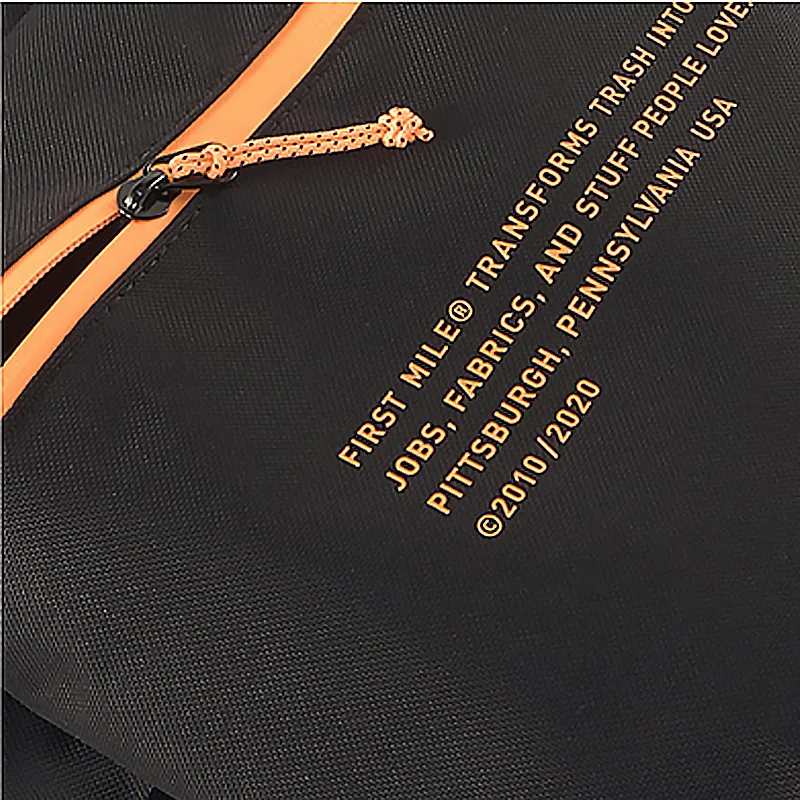 FIRST MILE® TRANSFORMS TRASH INTO
JOBS, FABRICS, AND STUFF PEOPLE LOVE.
PITTSBURGH, PENNSYLVANIA USA
©2010/2020